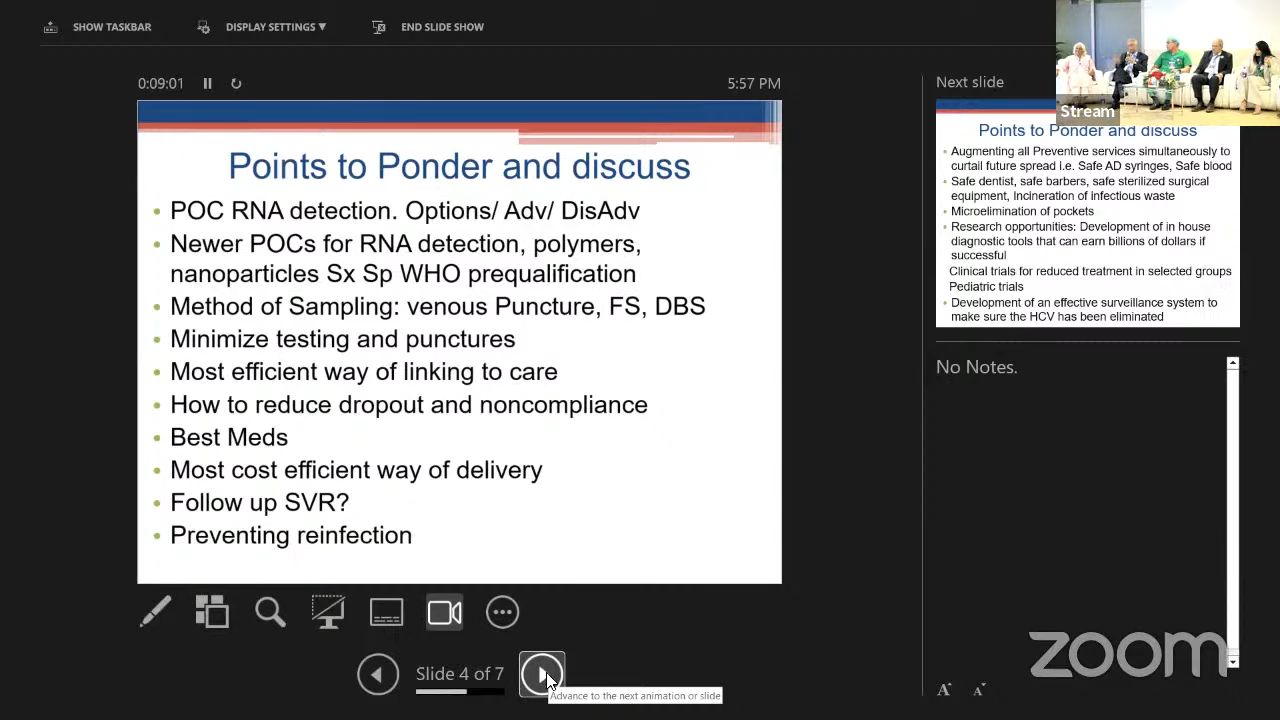 SHOW TASKBAR
DISPLAY SETTINGS ▼
END SLIDE SHOW
0:09:01
5:57 PM
Points to Ponder and discuss
• POC RNA detection. Options/ Adv/ DisAdv
• Newer POCs for RNA detection, polymers,
nanoparticles Sx Sp WHO prequalification
• Method of Sampling: venous Puncture, FS, DBS
• Minimize testing and punctures
• Most efficient way of linking to care
• How to reduce dropout and noncompliance
• Best Meds
• Most cost efficient way of delivery
• Follow up SVR?
• Preventing reinfection
Slide 4 of 7
Advance to the next animation or slide
Next slide
Stream
Points to Ponder and discuss
• Augmenting all Preventive services simultaneously to
curtail future spread i.e. Safe AD syringes, Safe blood
• Safe dentist, safe barbers, safe sterilized surgical
equipment, Incineration of infectious waste
• Microelimination of pockets
• Research opportunities: Development of in house
diagnostic tools that can earn billions of dollars if
successful
Clinical trials for reduced treatment in selected groups
Pediatric trials
• Development of an effective surveillance system to
make sure the HCV has been eliminated
No Notes.
zoom
A A